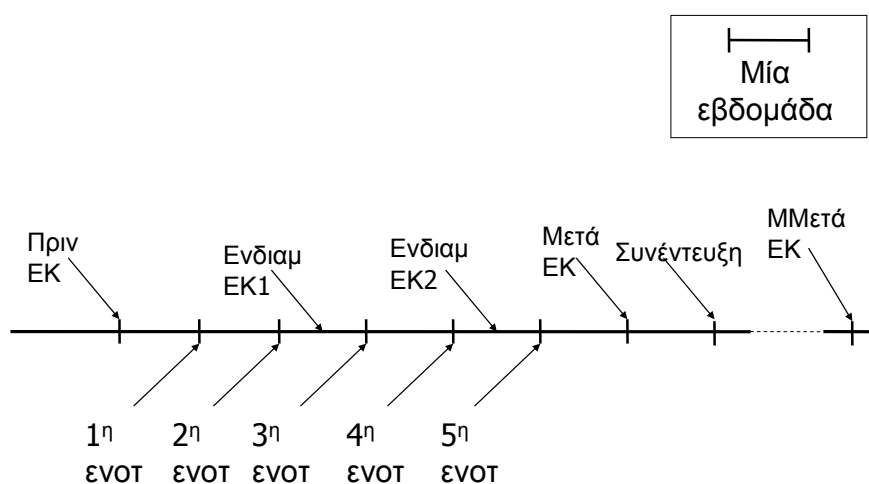 Μία
εβδομάδα
Πριν
ΕΚ
Ενδιαμ
ΕΚ1
Ενδιαμ
ΕΚ2
Μετά
ΕΚ
Συνέντευξη
ΜΜετά
ΕΚ
1η
ενοτ
2η
ενοτ
3η
ενοτ
4η
ενοτ
5η
ενοτ